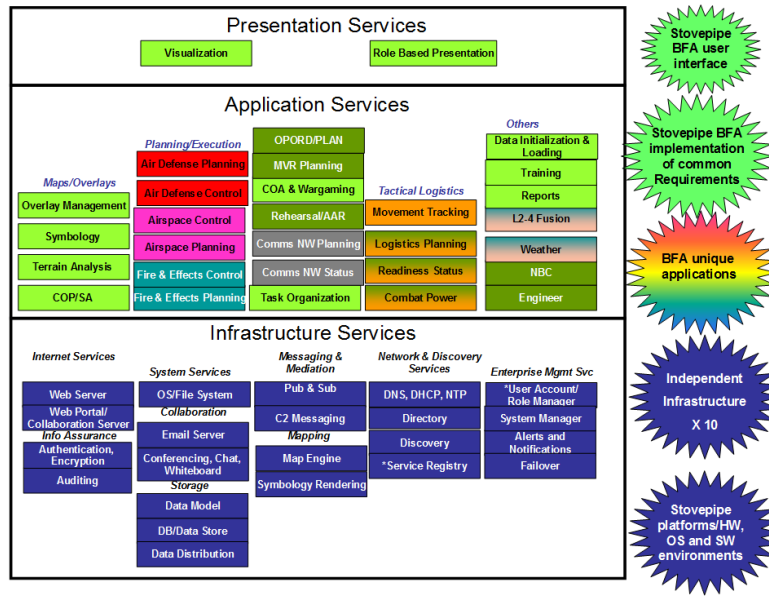 Presentation Services
Visualization
Role Based Presentation
Stovepipe
BFA user
interface
Application Services
Maps/Overlays
Overlay Management
Symbology
Terrain Analysis
COP/SA
Planning/Execution
Air Defense Planning
Air Defense Control
Airspace Control
Airspace Planning
Fire & Effects Control
Fire & Effects Planning
OPORD/PLAN
MVR Planning
COA & Wargaming
Rehearsal/AAR
Comms NW Planning
Comms NW Status
Task Organization
Tactical Logistics
Movement Tracking
Logistics Planning
Readiness Status
Combat Power
Others
Data Initialization
& Loading
Training
Reports
L2-4 Fusion
Weather
NBC
Engineer
Stovepipe BFA
implementation
of common
Requirements
BFA unique
applications
Infrastructure Services
Internet Services
Web Server
Web Portal/
Collaboration Server
Info Assurance
Authentication,
Encryption
Auditing
System Services
OS/File System
Collaboration
Email Server
Conferencing, Chat,
Whiteboard
Storage
Data Model
DB/Data Store
Data Distribution
Messaging &
Mediation
Pub & Sub
C2 Messaging
Mapping
Map Engine
Symbology Rendering
Network & Discovery
Services
DNS, DHCP, NTP
Directory
Discovery
*Service Registry
Enterprise Mgmt Svc
*User Account/
Role Manager
System Manager
Alerts and
Notifications
Failover
Independent
Infrastructure
X 10
Stovepipe
platforms/HW,
OS and SW
environments